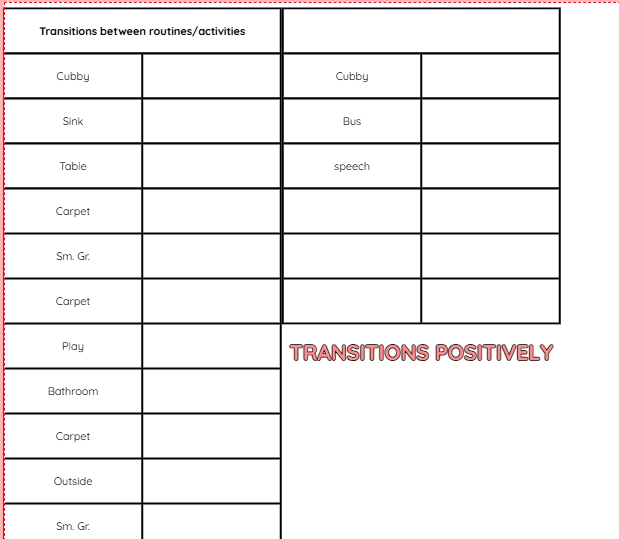 Transitions between routines/activities
Cubby
Sink
Table
Carpet
Sm. Gr.
Carpet
Play
Bathroom
Carpet
Outside
Sm. Gr.
Cubby
Bus
speech
TRANSITIONS POSITIVELY